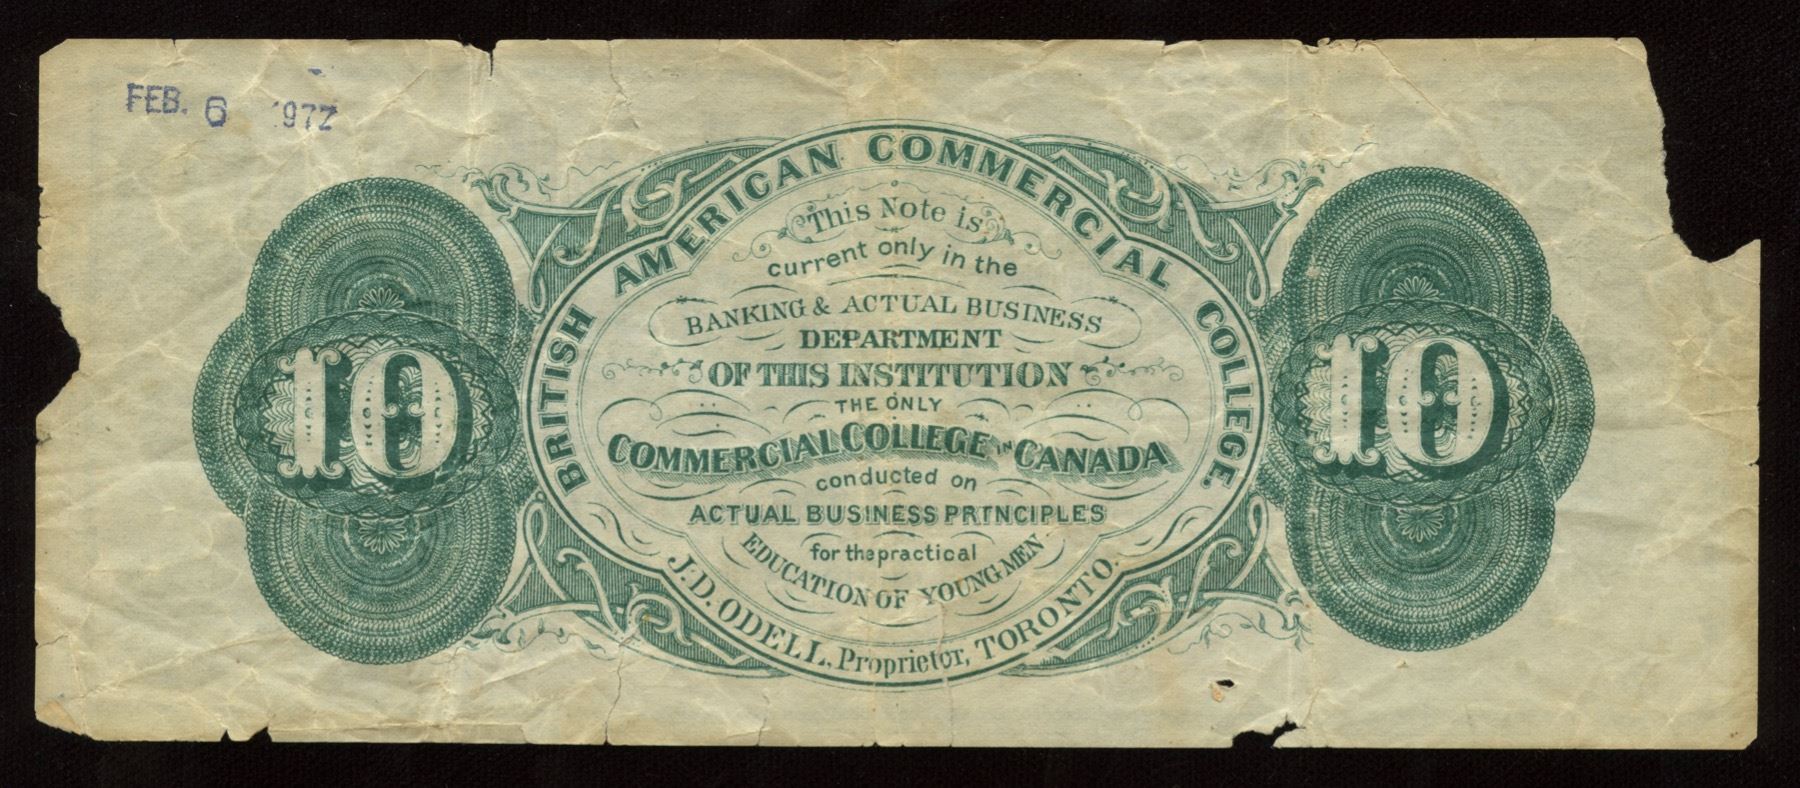 FEB. 6 1972
BRITISH AMERICAN COMMERCIAL COLLEGE.
This Note is
current only in the
BANKING & ACTUAL BUSINESS
DEPARTMENT
OF THIS INSTITUTION
THE ONLY
COMMERCIAL COLLEGE IN CANADA
conducted on
ACTUAL BUSINESS PRINCIPLES
for the practical
EDUCATION OF YOUNG MEN
J.D. ODELL, Proprietor, TORONTO.
10
10